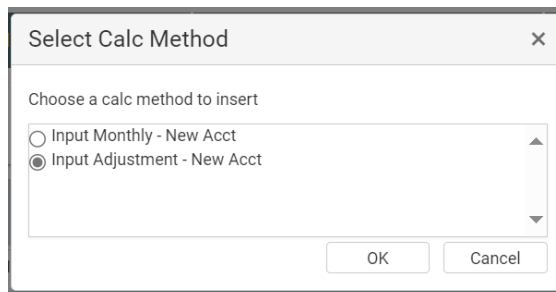 Select Calc Method
Choose a calc method to insert
Input Monthly - New Acct
Input Adjustment - New Acct
OK Cancel